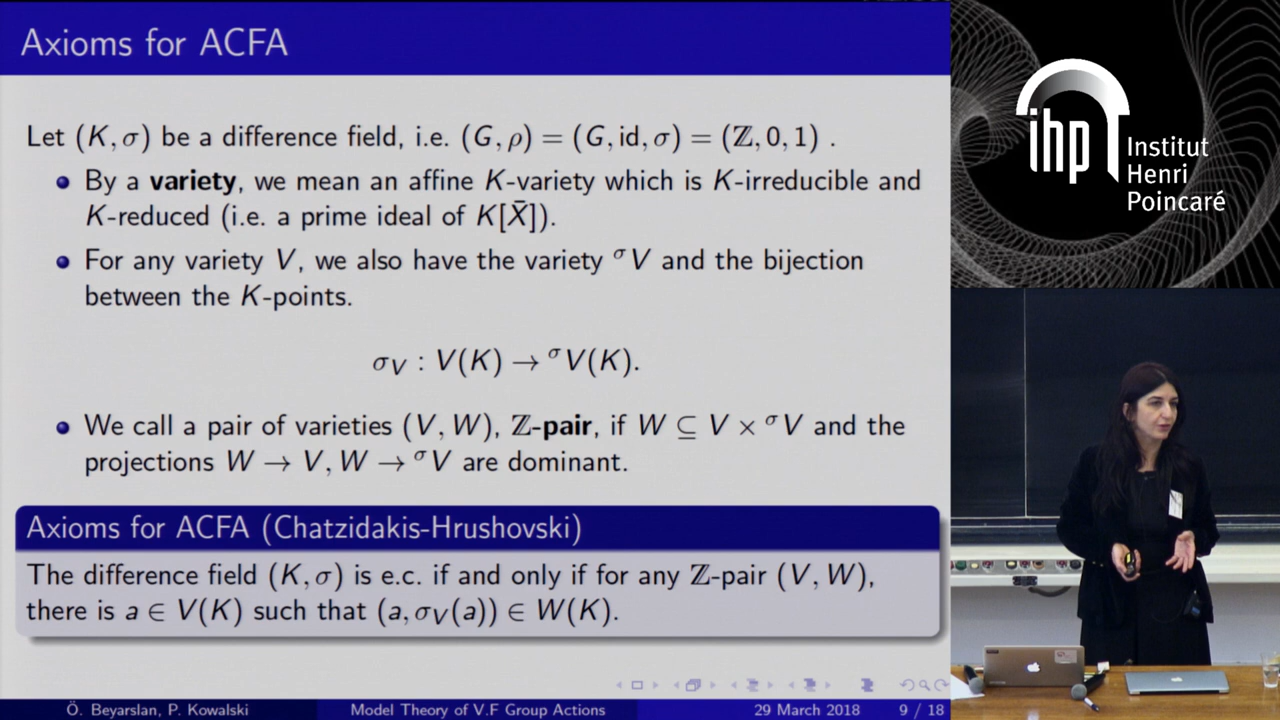 Axioms for ACFA
Let (K, σ) be a difference field, i.e. (G, ρ) = (G, id, σ) = (ℤ, 0, 1) .
By a variety, we mean an affine K-variety which is K-irreducible and
K-reduced (i.e. a prime ideal of K[X̄]).
For any variety V, we also have the variety ᵟV and the bijection
between the K-points.
σ_V : V(K) → ^σV(K).
We call a pair of varieties (V, W), ℤ-pair, if W ⊆ V × ^σV and the
projections W → V, W → ^σV are dominant.
Axioms for ACFA (Chatzidakis-Hrushovski)
The difference field (K, σ) is e.c. if and only if for any ℤ-pair (V, W),
there is a ∈ V(K) such that (a, σ_V(a)) ∈ W(K).
Ö. Beyarslan, P. Kowalski
Model Theory of V.F Group Actions
29 March 2018
9 / 18
ihp
Institut
Henri
Poincaré